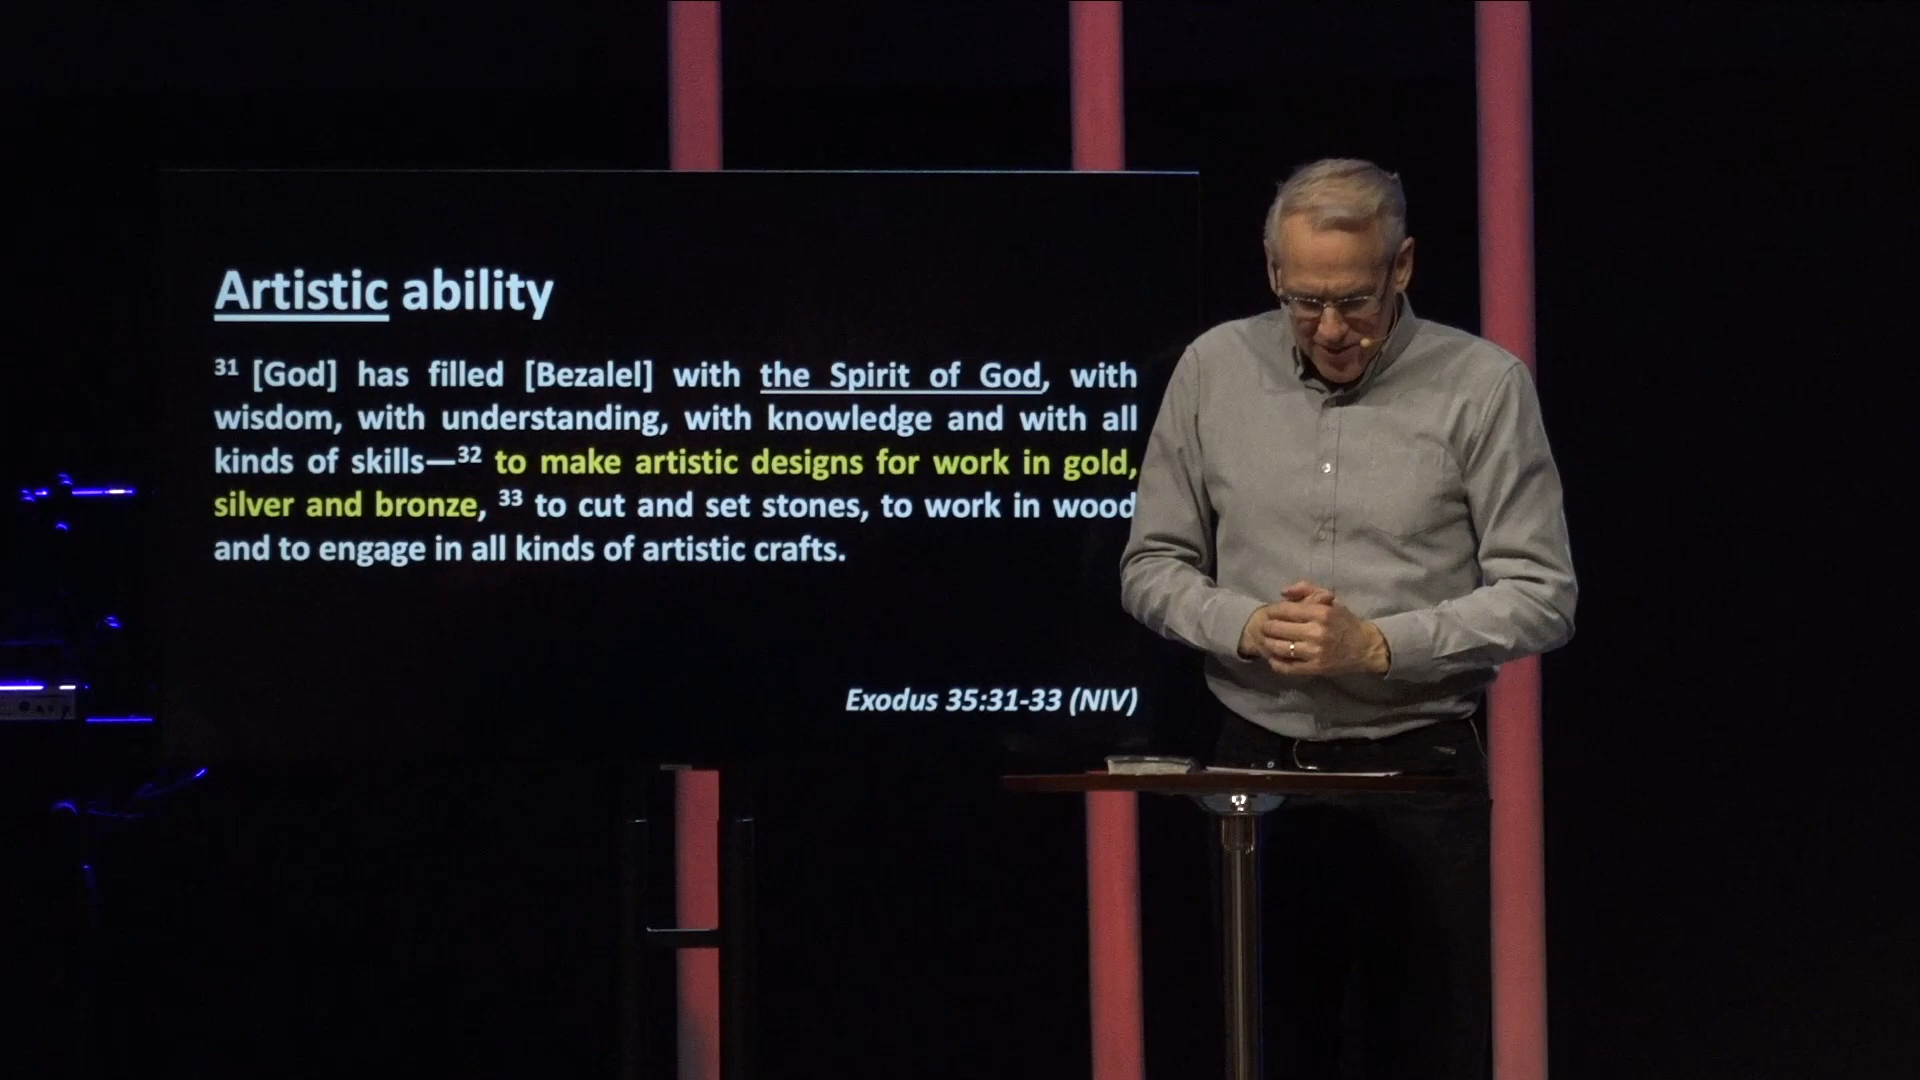 Artistic ability
³¹ [God] has filled [Bezalel] with the Spirit of God, with
wisdom, with understanding, with knowledge and with all
kinds of skills—³² to make artistic designs for work in gold,
silver and bronze, ³³ to cut and set stones, to work in wood
and to engage in all kinds of artistic crafts.
Exodus 35:31-33 (NIV)